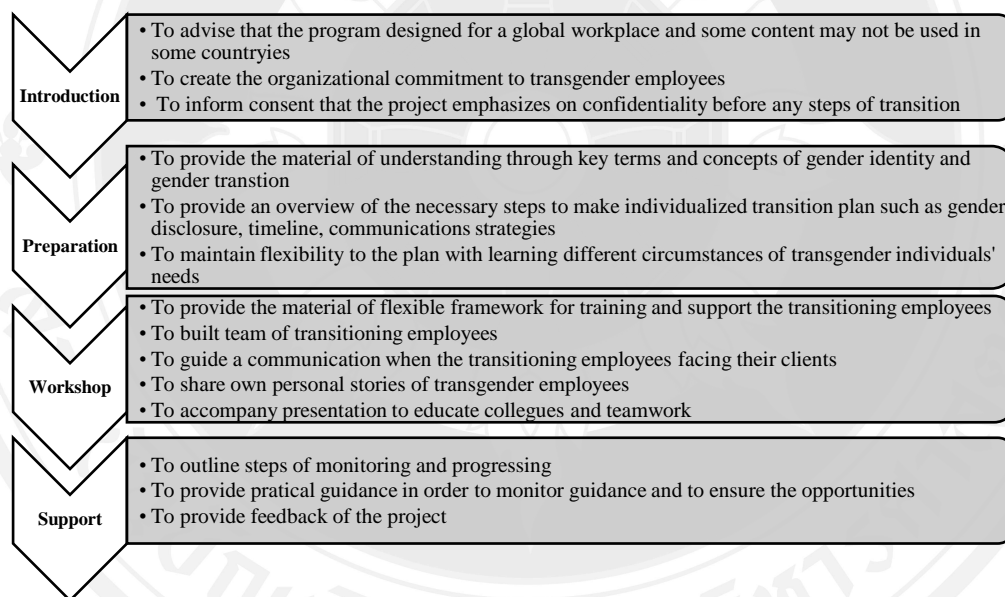 • To advise that the program designed for a global workplace and some content may not be used in
some countryies
• To create the organizational commitment to transgender employees
• To inform consent that the project emphasizes on confidentiality before any steps of transition
Introduction
• To provide the material of understanding through key terms and concepts of gender identity and
gender transtion
• To provide an overview of the necessary steps to make individualized transition plan such as gender
disclosure, timeline, communications strategies
• To maintain flexibility to the plan with learning different circumstances of transgender individuals'
needs
Preparation
• To provide the material of flexible framework for training and support the transitioning employees
• To built team of transitioning employees
• To guide a communication when the transitioning employees facing their clients
• To share own personal stories of transgender employees
• To accompany presentation to educate collegues and teamwork
Workshop
• To outline steps of monitoring and progressing
• To provide pratical guidance in order to monitor guidance and to ensure the opportunities
• To provide feedback of the project
Support